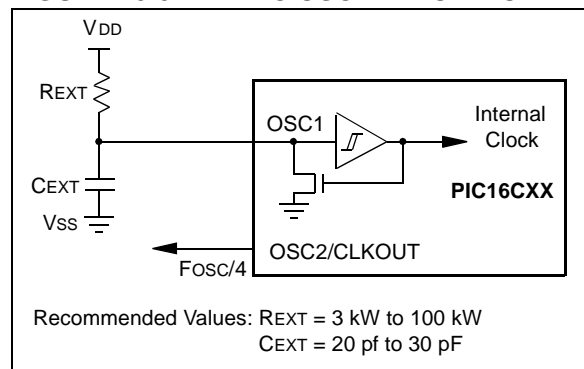 VDD
REXT
OSC1
Internal
Clock
CEXT
PIC16CXX
VSS
OSC2/CLKOUT
FOSC/4
Recommended Values: REXT = 3 kW to 100 kW
CEXT = 20 pf to 30 pF